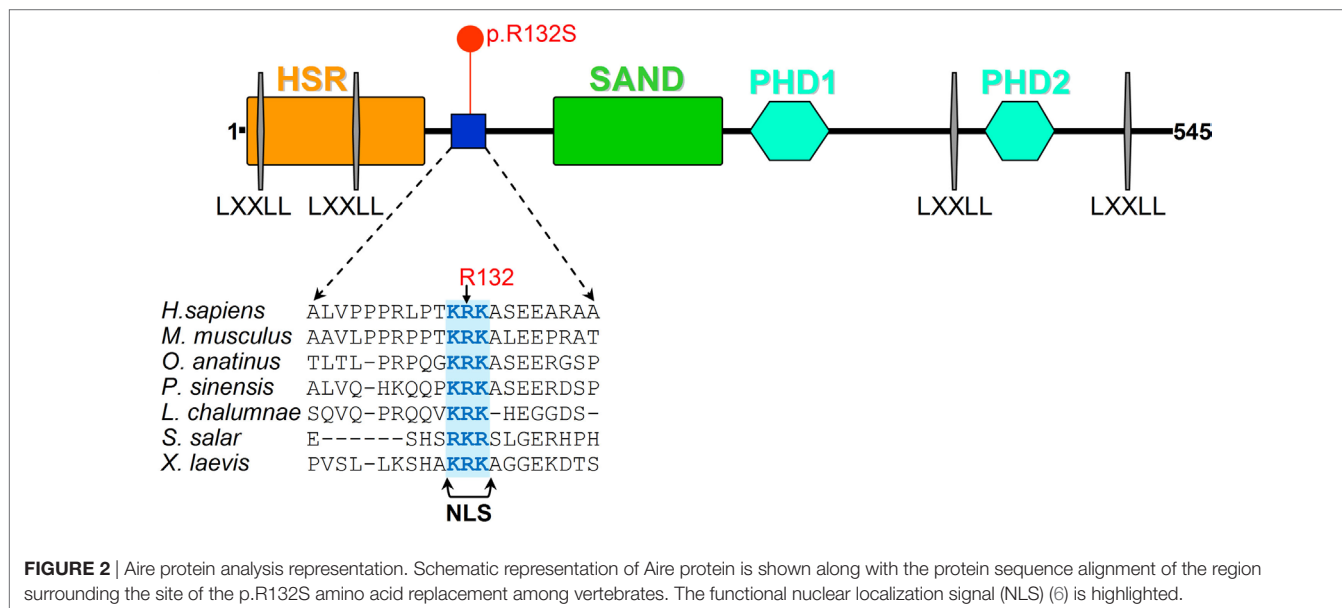 p.R132S
HSR SAND PHD1 PHD2
1 545
LXXLL LXXLL LXXLL LXXLL
R132
H.sapiens ALVPPPRLPTKRKASEEARAA
M. musculus AAVLPPRPPTKRKALEEPRAT
O. anatinus TLTL-PRPQGKRKASEERGSP
P. sinensis ALVQ-HKQQPKRKASEERDSP
L. chalumnae SQVQ-PRQQVKRK-HEGGDS-
S. salar E------SHSRKRSLGERHPH
X. laevis PVSL-LKSHAKRKAGGEKDTS
NLS
FIGURE 2 | Aire protein analysis representation. Schematic representation of Aire protein is shown along with the protein sequence alignment of the region
surrounding the site of the p.R132S amino acid replacement among vertebrates. The functional nuclear localization signal (NLS) (6) is highlighted.